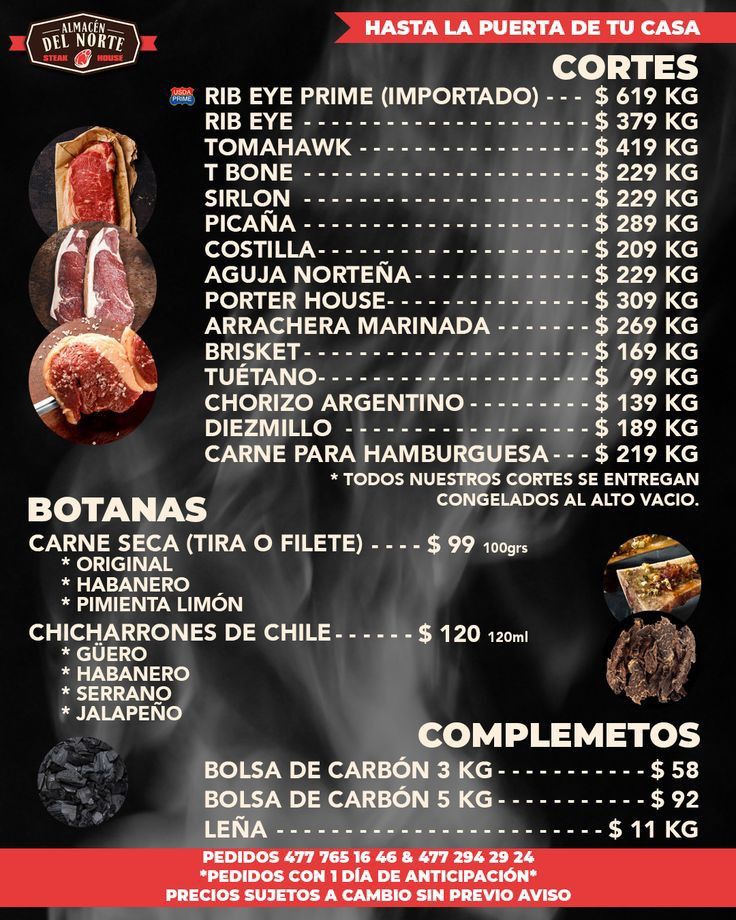 ALMACÉN
DEL NORTE
STEAK HOUSE
HASTA LA PUERTA DE TU CASA
CORTES
USDA
PRIME
RIB EYE PRIME (IMPORTADO) - - - $ 619 KG
RIB EYE - - - - - - - - - - - - - - - - - - - - - - $ 379 KG
TOMAHAWK - - - - - - - - - - - - - - - - - - $ 419 KG
T BONE - - - - - - - - - - - - - - - - - - - - - - $ 229 KG
SIRLON - - - - - - - - - - - - - - - - - - - - - - $ 229 KG
PICAÑA - - - - - - - - - - - - - - - - - - - - - - $ 289 KG
COSTILLA- - - - - - - - - - - - - - - - - - - - - $ 209 KG
AGUJA NORTEÑA- - - - - - - - - - - - - - $ 229 KG
PORTER HOUSE- - - - - - - - - - - - - - - - $ 309 KG
ARRACHERA MARINADA - - - - - - - $ 269 KG
BRISKET- - - - - - - - - - - - - - - - - - - - - - $ 169 KG
TUÉTANO- - - - - - - - - - - - - - - - - - - - - $ 99 KG
CHORIZO ARGENTINO - - - - - - - - - $ 139 KG
DIEZMILLO - - - - - - - - - - - - - - - - - - - $ 189 KG
CARNE PARA HAMBURGUESA - - - $ 219 KG
* TODOS NUESTROS CORTES SE ENTREGAN
CONGELADOS AL ALTO VACIO.
BOTANAS
CARNE SECA (TIRA O FILETE) - - - - $ 99 100grs
* ORIGINAL
* HABANERO
* PIMIENTA LIMÓN
CHICHARRONES DE CHILE- - - - - - $ 120 120ml
* GÜERO
* HABANERO
* SERRANO
* JALAPEÑO
COMPLEMETOS
BOLSA DE CARBÓN 3 KG- - - - - - - - - - - $ 58
BOLSA DE CARBÓN 5 KG- - - - - - - - - - - $ 92
LEÑA - - - - - - - - - - - - - - - - - - - - - - - - - $ 11 KG
PEDIDOS 477 765 16 46 & 477 294 29 24
*PEDIDOS CON 1 DÍA DE ANTICIPACIÓN*
PRECIOS SUJETOS A CAMBIO SIN PREVIO AVISO